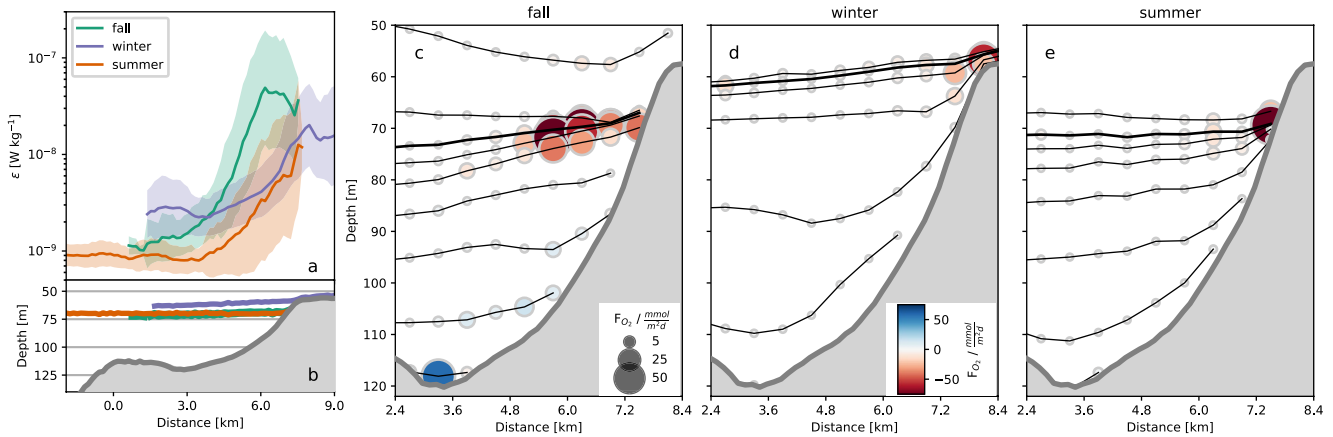 fall
winter
summer
10⁻⁷
10⁻⁸
10⁻⁹
ε [W kg⁻¹]
a
50
75
100
125
Depth [m]
b
0.0 3.0 6.0 9.0
Distance [km]
fall
c
50
60
70
80
90
100
110
120
Depth [m]
F_O₂ / mmol/m²d
5
25
50
2.4 3.6 4.8 6.0 7.2 8.4
Distance [km]
winter
d
50
0
−50
F_O₂ / mmol/m²d
2.4 3.6 4.8 6.0 7.2 8.4
Distance [km]
summer
e
2.4 3.6 4.8 6.0 7.2 8.4
Distance [km]